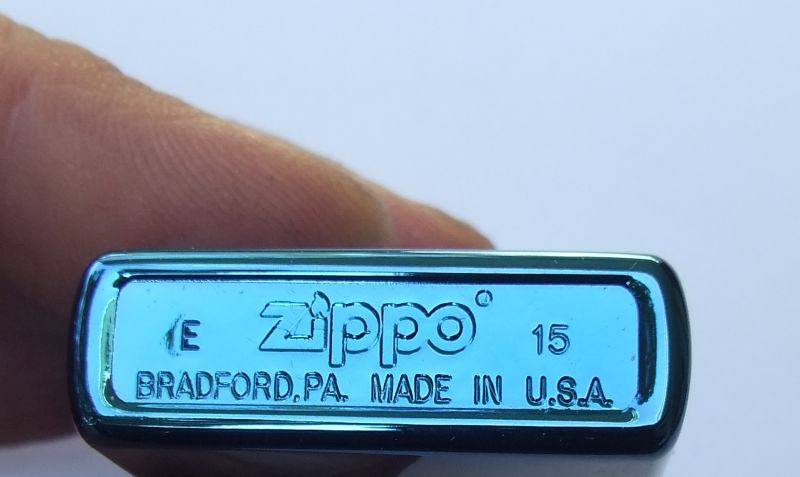 E zippo® 15
BRADFORD,PA. MADE IN U.S.A.